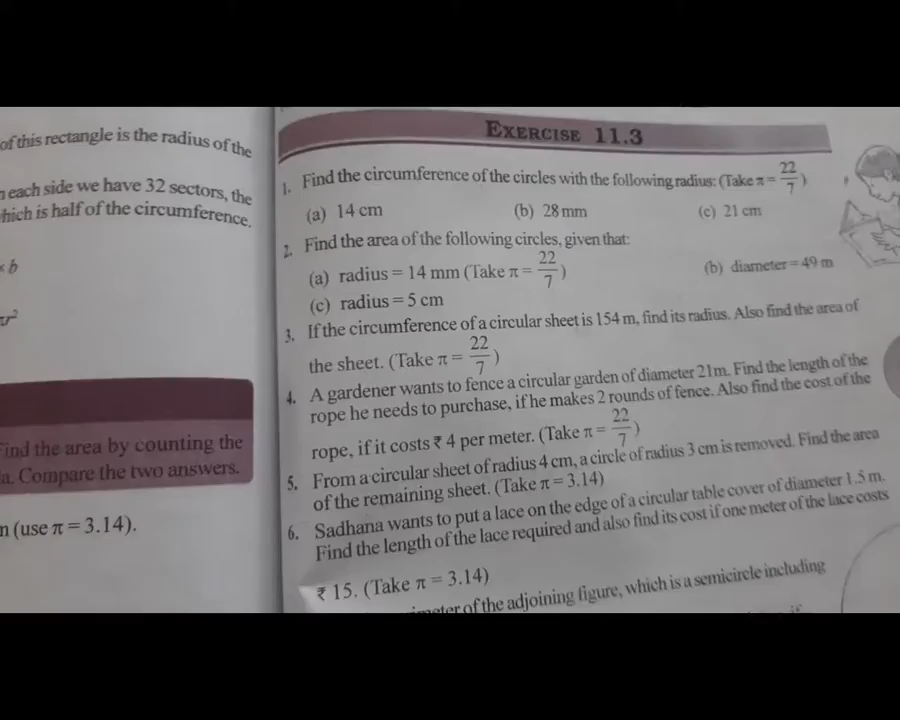 of this rectangle is the radius of the
each side we have 32 sectors, the
which is half of the circumference.
× b
πr²
Find the area by counting the
a. Compare the two answers.
(use π = 3.14).
EXERCISE 11.3
1. Find the circumference of the circles with the following radius: (Take π = 22/7)
(a) 14 cm (b) 28 mm (c) 21 cm
2. Find the area of the following circles, given that:
(a) radius = 14 mm (Take π = 22/7) (b) diameter = 49 m
(c) radius = 5 cm
3. If the circumference of a circular sheet is 154 m, find its radius. Also find the area of
the sheet. (Take π = 22/7)
4. A gardener wants to fence a circular garden of diameter 21m. Find the length of the
rope he needs to purchase, if he makes 2 rounds of fence. Also find the cost of the
rope, if it costs ₹ 4 per meter. (Take π = 22/7)
5. From a circular sheet of radius 4 cm, a circle of radius 3 cm is removed. Find the area
of the remaining sheet. (Take π = 3.14)
6. Sadhana wants to put a lace on the edge of a circular table cover of diameter 1.5 m.
Find the length of the lace required and also find its cost if one meter of the lace costs
₹ 15. (Take π = 3.14)
of the adjoining figure, which is a semicircle including